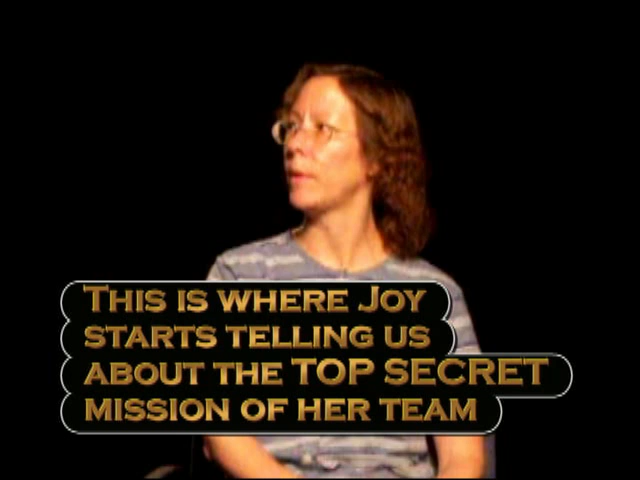 This is where Joy
starts telling us
about the TOP SECRET
mission of her team